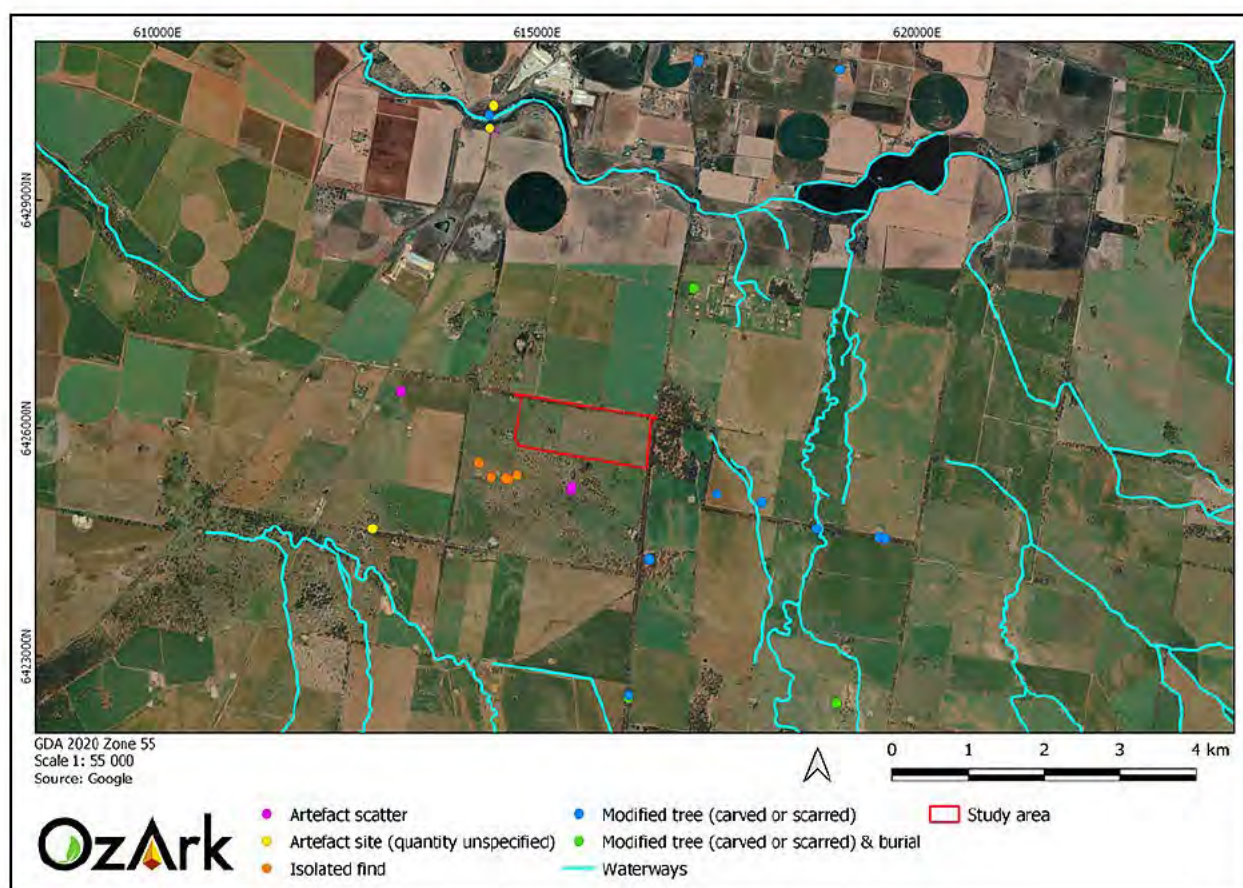 610000E 615000E 620000E
6429000N
6426000N
6423000N
GDA 2020 Zone 55
Scale 1: 55 000
Source: Google
0 1 2 3 4 km
OzArk
Artefact scatter
Artefact site (quantity unspecified)
Isolated find
Modified tree (carved or scarred)
Modified tree (carved or scarred) & burial
Waterways
Study area